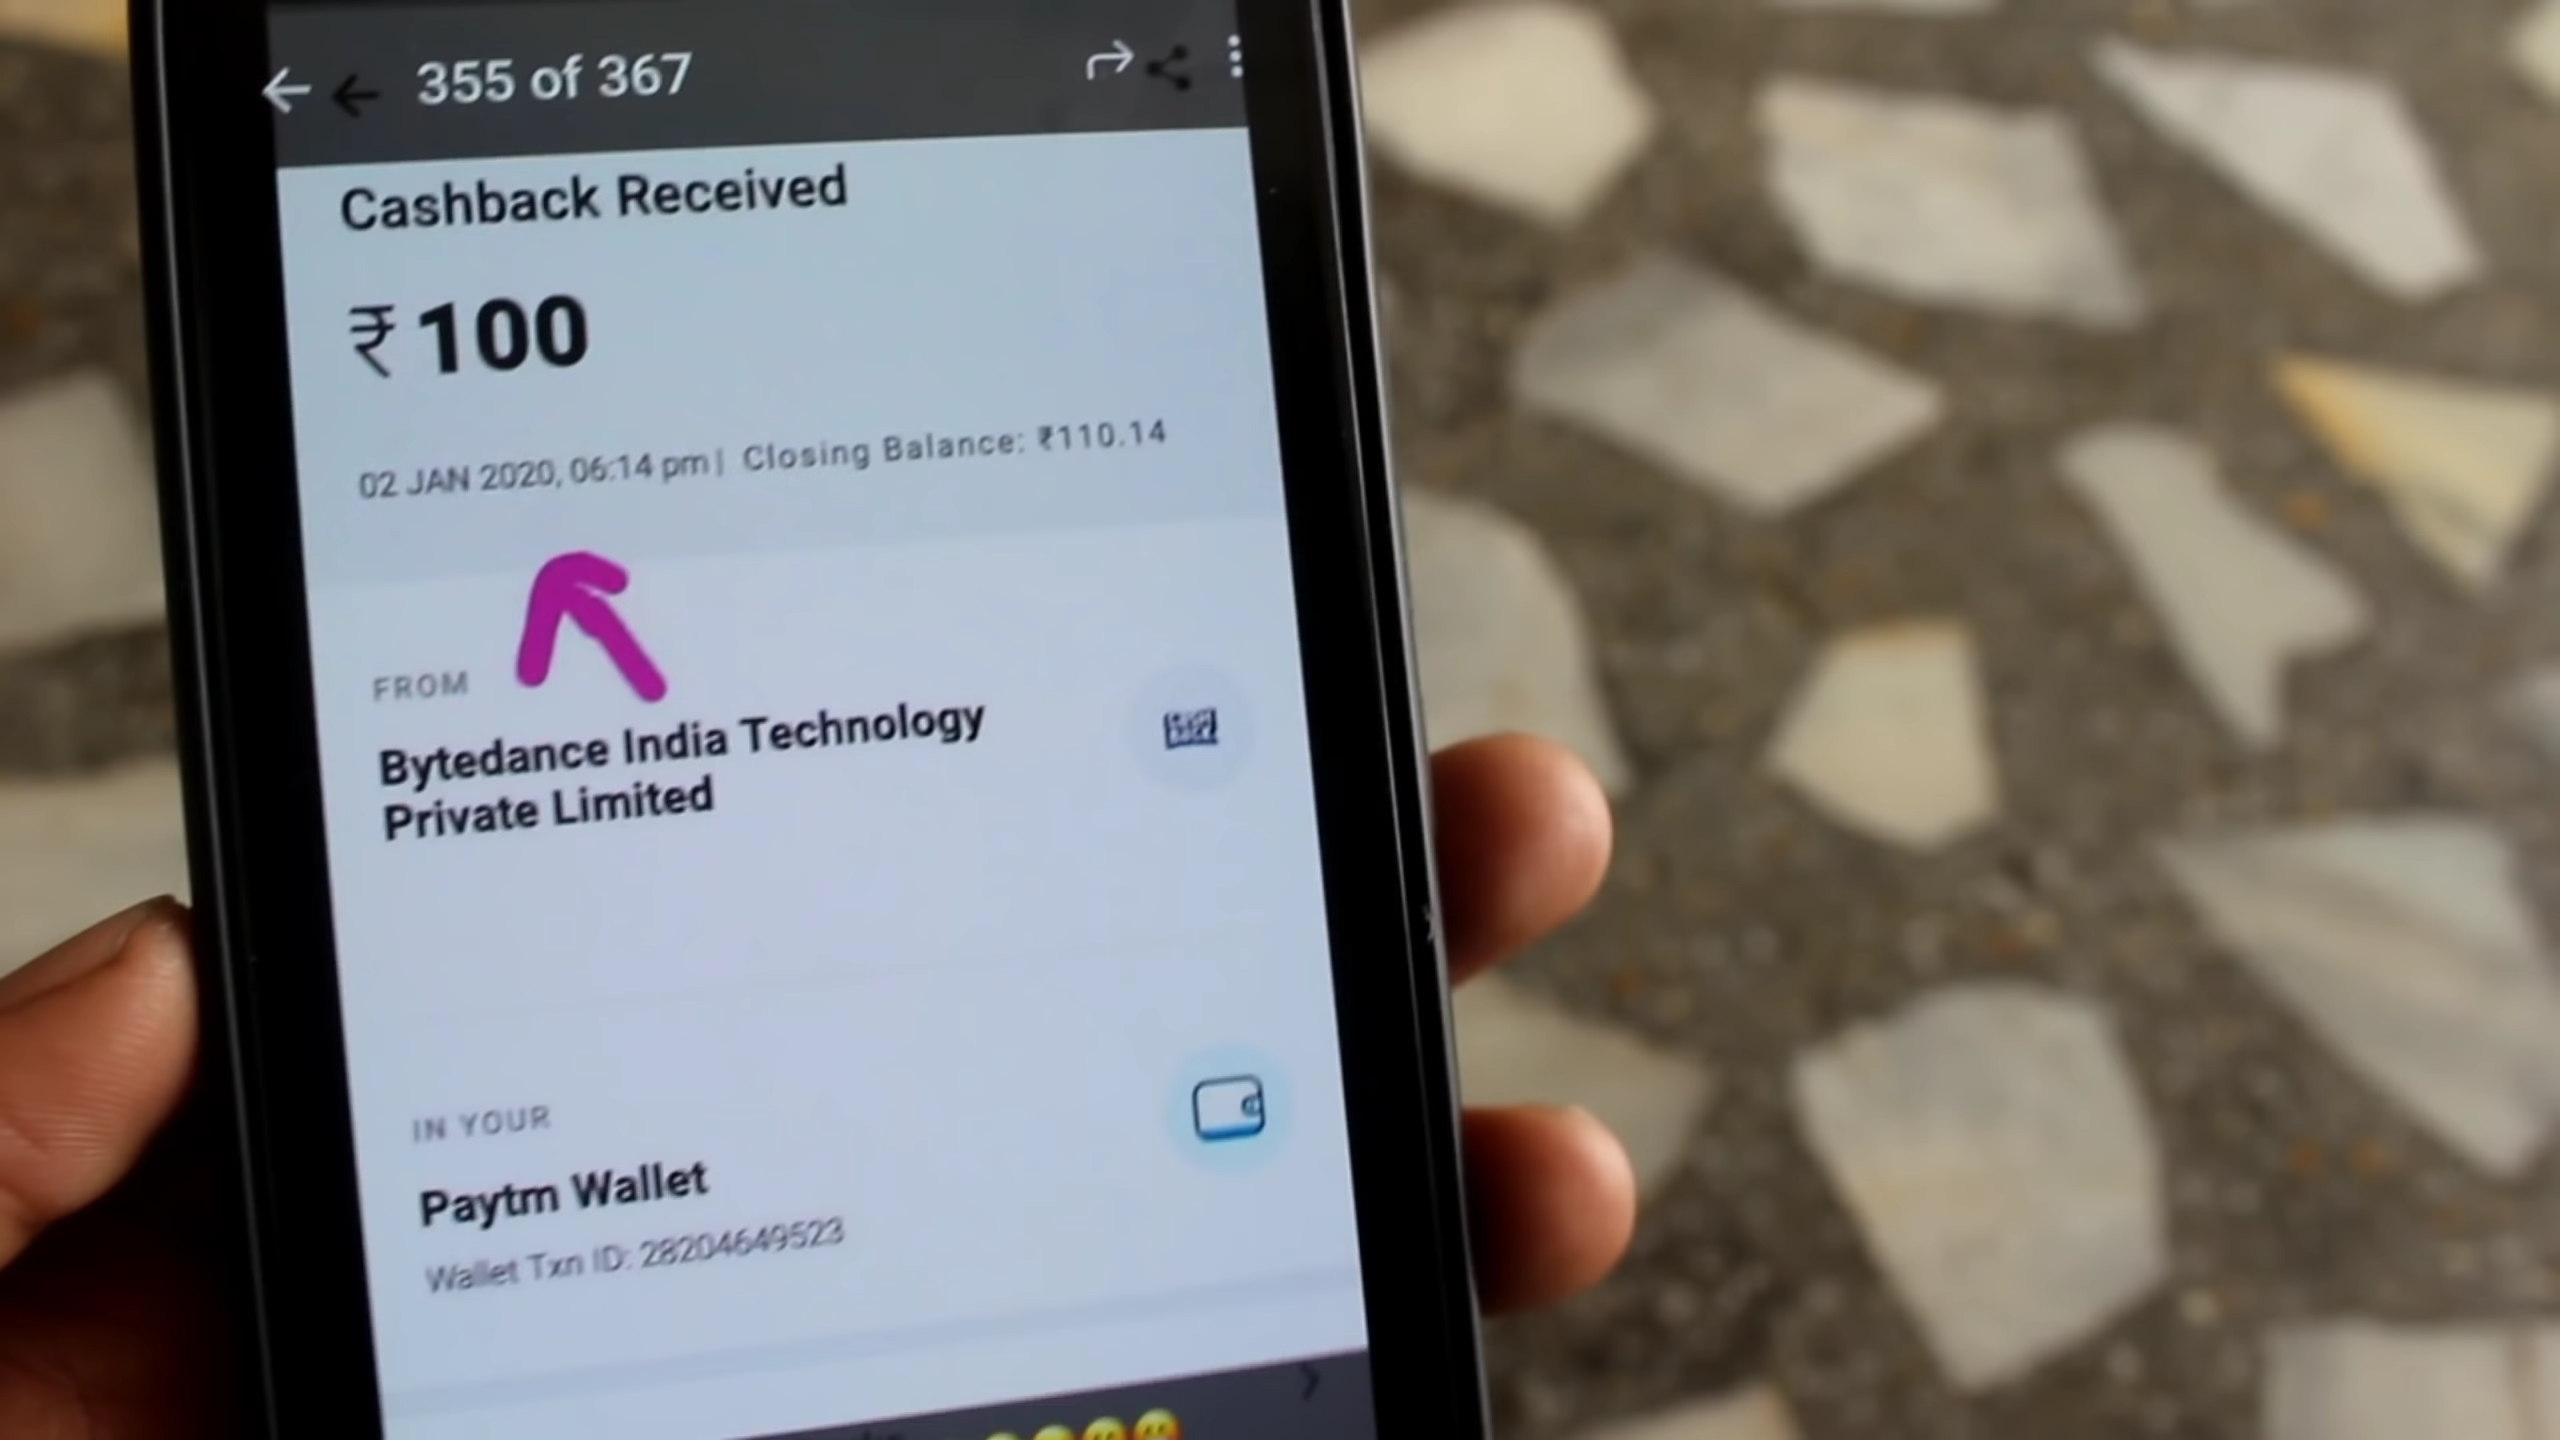 355 of 367
Cashback Received
₹100
02 JAN 2020, 06:14 pm | Closing Balance: ₹110.14
FROM
Bytedance India Technology
Private Limited
IN YOUR
Paytm Wallet
Wallet Txn ID: 28204649523